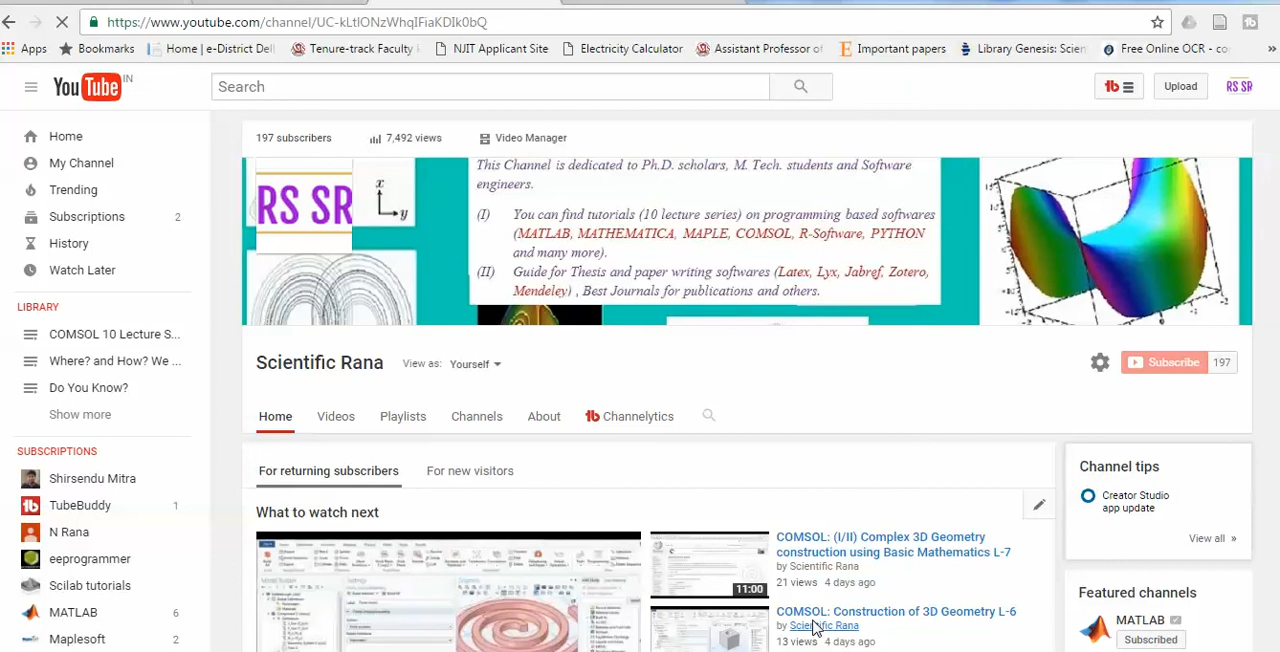 https://www.youtube.com/channel/UC-kLtlONzWhqIFiaKDIk0bQ
Apps Bookmarks Home | e-District Dell Tenure-track Faculty NJIT Applicant Site Electricity Calculator Assistant Professor of Important papers Library Genesis: Scien Free Online OCR - co »
YouTube IN Search Upload RS SR
197 subscribers 7,492 views Video Manager
Home
My Channel
Trending
Subscriptions 2
History
Watch Later
LIBRARY
COMSOL 10 Lecture S...
Where? and How? We ...
Do You Know?
Show more
SUBSCRIPTIONS
Shirsendu Mitra
TubeBuddy 1
N Rana
eeprogrammer
Scilab tutorials
MATLAB 6
Maplesoft 2
RS SR
x
y
This Channel is dedicated to Ph.D. scholars, M. Tech. students and Software
engineers.
(I) You can find tutorials (10 lecture series) on programming based softwares
(MATLAB, MATHEMATICA, MAPLE, COMSOL, R-Software, PYTHON
and many more).
(II) Guide for Thesis and paper writing softwares (Latex, Lyx, Jabref, Zotero,
Mendeley) , Best Journals for publications and others.
Scientific Rana View as: Yourself Subscribe 197
Home Videos Playlists Channels About Channelytics
For returning subscribers For new visitors
What to watch next
COMSOL: (I/II) Complex 3D Geometry
construction using Basic Mathematics L-7
by Scientific Rana
21 views 4 days ago
11:00
COMSOL: Construction of 3D Geometry L-6
by Scientific Rana
13 views 4 days ago
Channel tips
Creator Studio
app update
View all »
Featured channels
MATLAB
Subscribed